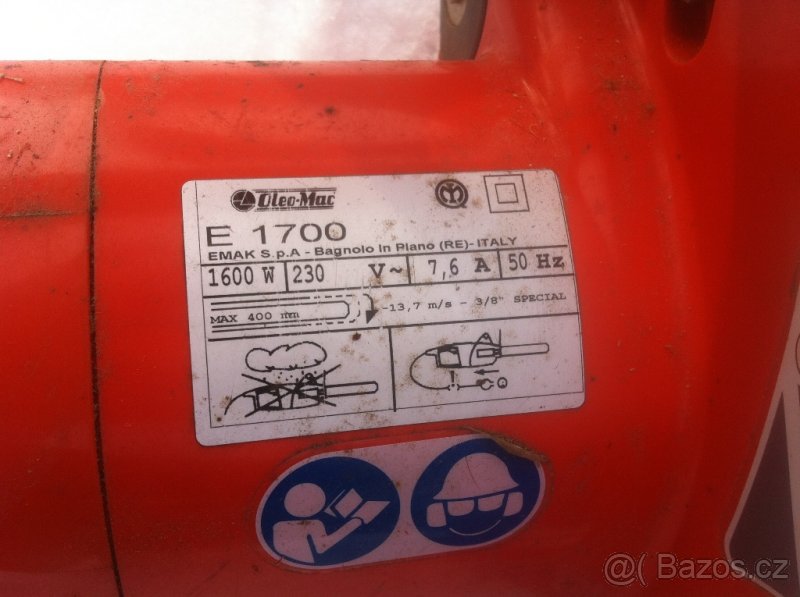 Oleo-Mac
E 1700
EMAK S.p.A - Bagnolo In Piano (RE)- ITALY
1600 W 230 V~ 7,6 A 50 Hz
MAX 400 mm -13,7 m/s - 3/8" SPECIAL
@( Bazos.cz